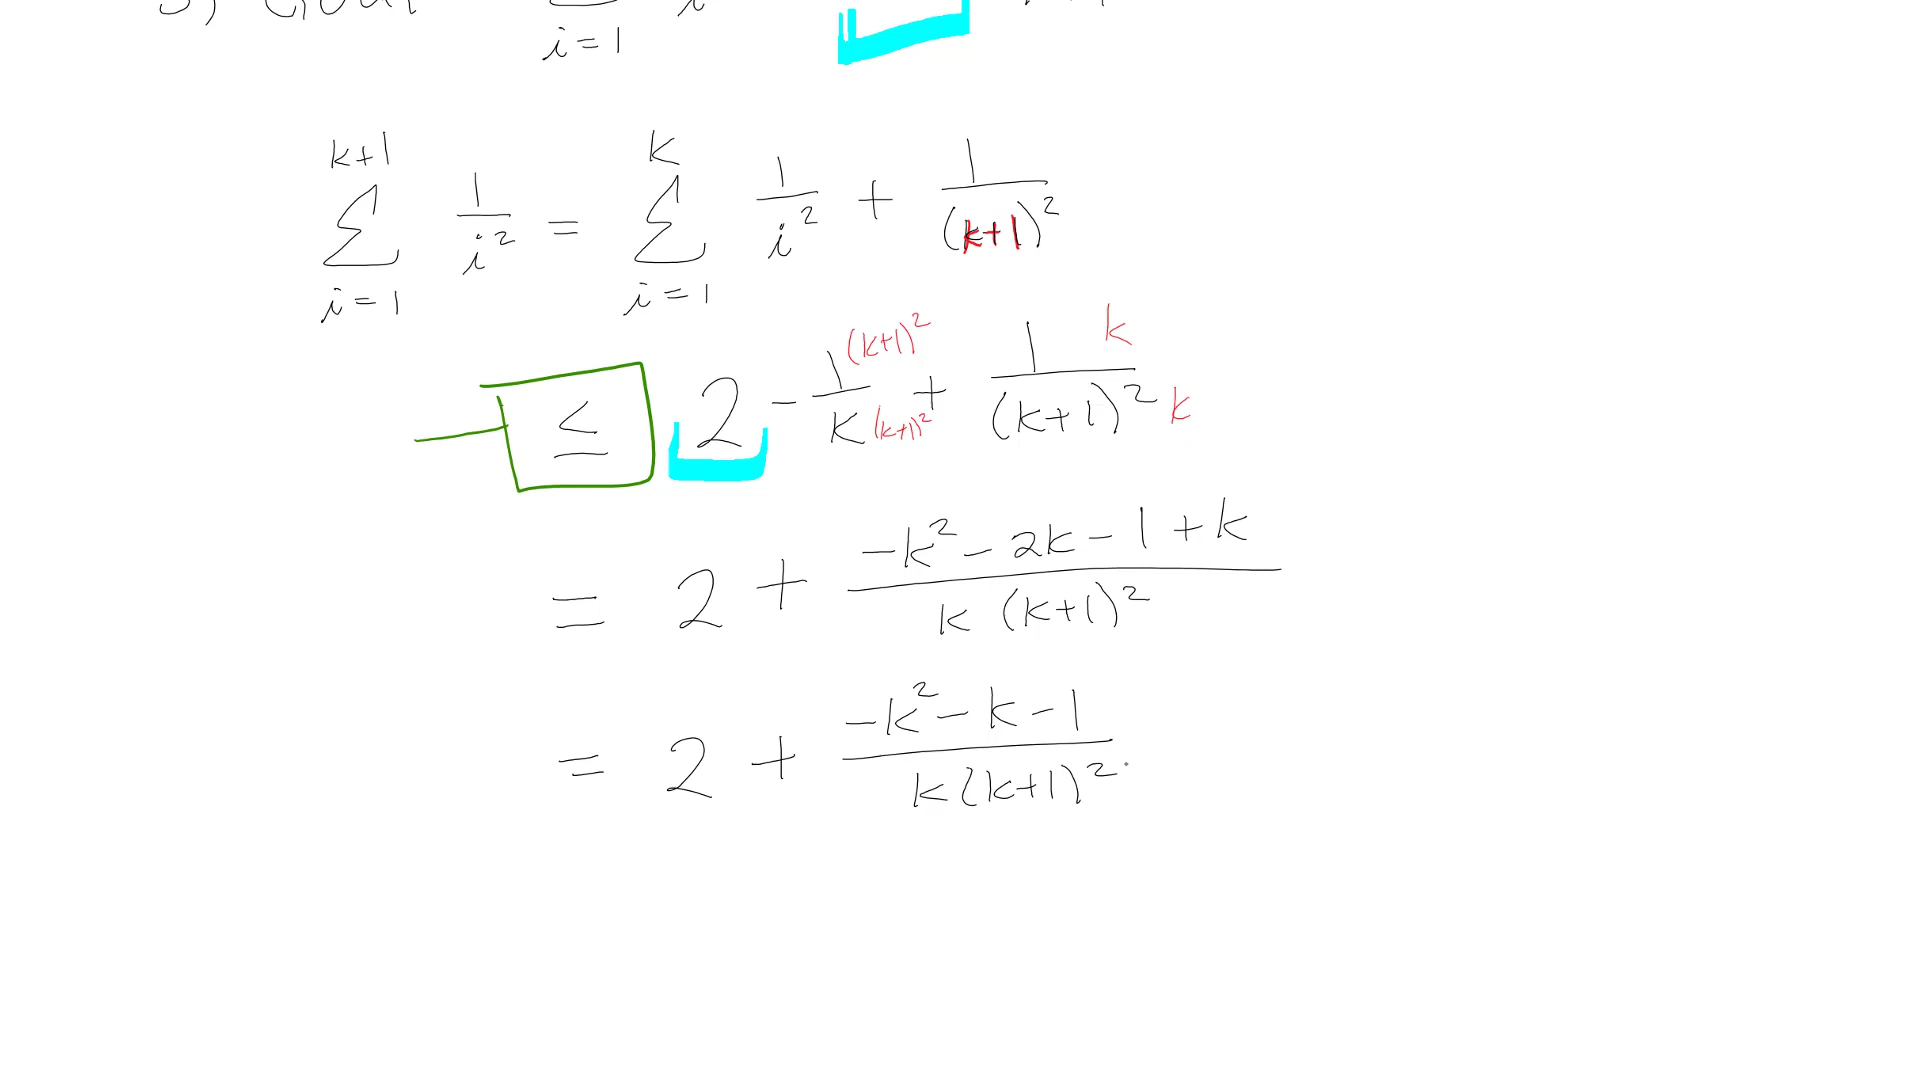 i=1
k+1 k
∑ 1/i² = ∑ 1/i² + 1/(k+1)²
i=1 i=1
≤ 2 - 1 (k+1)²/k (k+1)² + 1 k/(k+1)² k
= 2 + (-k² - 2k - 1 + k)/(k (k+1)²)
= 2 + (-k² - k - 1)/(k(k+1)²)